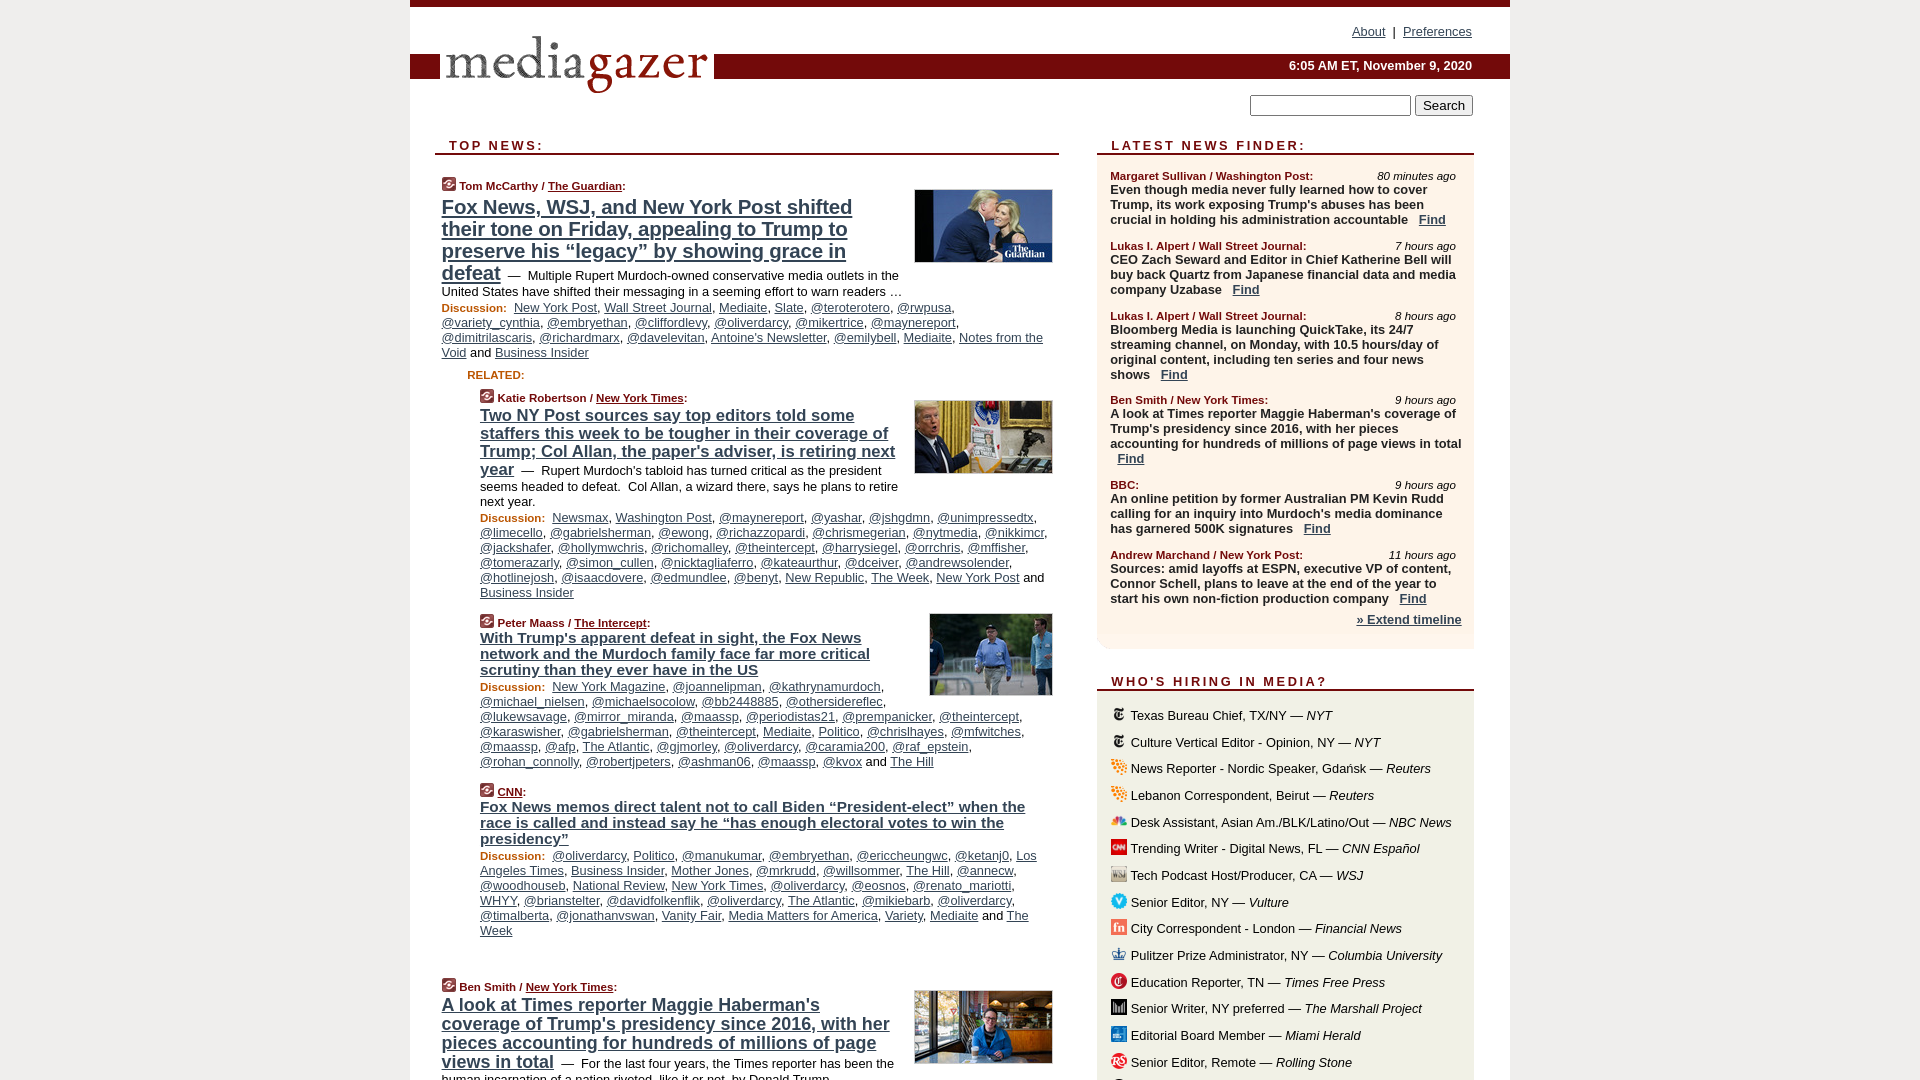 About | Preferences
mediagazer
6:05 AM ET, November 9, 2020
Search
TOP NEWS:
Tom McCarthy / The Guardian:
Fox News, WSJ, and New York Post shifted
their tone on Friday, appealing to Trump to
preserve his “legacy” by showing grace in
defeat — Multiple Rupert Murdoch-owned conservative media outlets in the
United States have shifted their messaging in a seeming effort to warn readers …
The Guardian
Discussion: New York Post, Wall Street Journal, Mediaite, Slate, @teroterotero, @rwpusa,
@variety_cynthia, @embryethan, @cliffordlevy, @oliverdarcy, @mikertrice, @maynereport,
@dimitrilascaris, @richardmarx, @davelevitan, Antoine's Newsletter, @emilybell, Mediaite, Notes from the
Void and Business Insider
RELATED:
Katie Robertson / New York Times:
Two NY Post sources say top editors told some
staffers this week to be tougher in their coverage of
Trump; Col Allan, the paper's adviser, is retiring next
year — Rupert Murdoch's tabloid has turned critical as the president
seems headed to defeat. Col Allan, a wizard there, says he plans to retire
next year.
Discussion: Newsmax, Washington Post, @maynereport, @yashar, @jshgdmn, @unimpressedtx,
@limecello, @gabrielsherman, @ewong, @richazzopardi, @chrismegerian, @nytmedia, @nikkimcr,
@jackshafer, @hollymwchris, @richomalley, @theintercept, @harrysiegel, @orrchris, @mffisher,
@tomerazarly, @simon_cullen, @nicktagliaferro, @kateaurthur, @dceiver, @andrewsolender,
@hotlinejosh, @isaacdovere, @edmundlee, @benyt, New Republic, The Week, New York Post and
Business Insider
Peter Maass / The Intercept:
With Trump's apparent defeat in sight, the Fox News
network and the Murdoch family face far more critical
scrutiny than they ever have in the US
Discussion: New York Magazine, @joannelipman, @kathrynamurdoch,
@michael_nielsen, @michaelsocolow, @bb2448885, @othersidereflec,
@lukewsavage, @mirror_miranda, @maassp, @periodistas21, @prempanicker, @theintercept,
@karaswisher, @gabrielsherman, @theintercept, Mediaite, Politico, @chrislhayes, @mfwitches,
@maassp, @afp, The Atlantic, @gjmorley, @oliverdarcy, @caramia200, @raf_epstein,
@rohan_connolly, @robertjpeters, @ashman06, @maassp, @kvox and The Hill
CNN:
Fox News memos direct talent not to call Biden “President-elect” when the
race is called and instead say he “has enough electoral votes to win the
presidency”
Discussion: @oliverdarcy, Politico, @manukumar, @embryethan, @ericcheungwc, @ketanj0, Los
Angeles Times, Business Insider, Mother Jones, @mrkrudd, @willsommer, The Hill, @annecw,
@woodhouseb, National Review, New York Times, @oliverdarcy, @eosnos, @renato_mariotti,
WHYY, @brianstelter, @davidfolkenflik, @oliverdarcy, The Atlantic, @mikiebarb, @oliverdarcy,
@timalberta, @jonathanvswan, Vanity Fair, Media Matters for America, Variety, Mediaite and The
Week
Ben Smith / New York Times:
A look at Times reporter Maggie Haberman's
coverage of Trump's presidency since 2016, with her
pieces accounting for hundreds of millions of page
views in total — For the last four years, the Times reporter has been the
human incarnation of a nation riveted, like it or not, by Donald Trump.
LATEST NEWS FINDER:
Margaret Sullivan / Washington Post: 80 minutes ago
Even though media never fully learned how to cover
Trump, its work exposing Trump's abuses has been
crucial in holding his administration accountable Find
Lukas I. Alpert / Wall Street Journal: 7 hours ago
CEO Zach Seward and Editor in Chief Katherine Bell will
buy back Quartz from Japanese financial data and media
company Uzabase Find
Lukas I. Alpert / Wall Street Journal: 8 hours ago
Bloomberg Media is launching QuickTake, its 24/7
streaming channel, on Monday, with 10.5 hours/day of
original content, including ten series and four news
shows Find
Ben Smith / New York Times: 9 hours ago
A look at Times reporter Maggie Haberman's coverage of
Trump's presidency since 2016, with her pieces
accounting for hundreds of millions of page views in total
Find
BBC: 9 hours ago
An online petition by former Australian PM Kevin Rudd
calling for an inquiry into Murdoch's media dominance
has garnered 500K signatures Find
Andrew Marchand / New York Post: 11 hours ago
Sources: amid layoffs at ESPN, executive VP of content,
Connor Schell, plans to leave at the end of the year to
start his own non-fiction production company Find
» Extend timeline
WHO'S HIRING IN MEDIA?
Texas Bureau Chief, TX/NY — NYT
Culture Vertical Editor - Opinion, NY — NYT
News Reporter - Nordic Speaker, Gdańsk — Reuters
Lebanon Correspondent, Beirut — Reuters
Desk Assistant, Asian Am./BLK/Latino/Out — NBC News
Trending Writer - Digital News, FL — CNN Español
Tech Podcast Host/Producer, CA — WSJ
Senior Editor, NY — Vulture
City Correspondent - London — Financial News
Pulitzer Prize Administrator, NY — Columbia University
Education Reporter, TN — Times Free Press
Senior Writer, NY preferred — The Marshall Project
Editorial Board Member — Miami Herald
Senior Editor, Remote — Rolling Stone